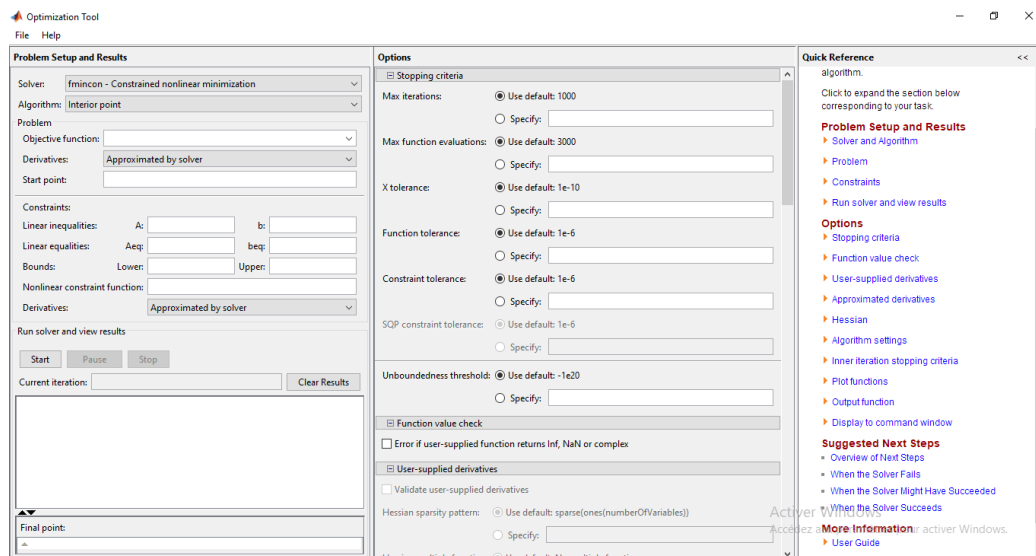 Optimization Tool
File Help
Problem Setup and Results
Solver: fmincon - Constrained nonlinear minimization
Algorithm: Interior point
Problem
Objective function:
Derivatives: Approximated by solver
Start point:
Constraints:
Linear inequalities: A: b:
Linear equalities: Aeq: beq:
Bounds: Lower: Upper:
Nonlinear constraint function:
Derivatives: Approximated by solver
Run solver and view results
Start Pause Stop
Current iteration: Clear Results
Final point:
Options
Stopping criteria
Max iterations: Use default: 1000
Specify:
Max function evaluations: Use default: 3000
Specify:
X tolerance: Use default: 1e-10
Specify:
Function tolerance: Use default: 1e-6
Specify:
Constraint tolerance: Use default: 1e-6
Specify:
SQP constraint tolerance: Use default: 1e-6
Specify:
Unboundedness threshold: Use default: -1e20
Specify:
Function value check
Error if user-supplied function returns Inf, NaN or complex
User-supplied derivatives
Validate user-supplied derivatives
Hessian sparsity pattern: Use default: sparse(ones(numberOfVariables))
Specify:
Quick Reference <<
algorithm.
Click to expand the section below
corresponding to your task.
Problem Setup and Results
Solver and Algorithm
Problem
Constraints
Run solver and view results
Options
Stopping criteria
Function value check
User-supplied derivatives
Approximated derivatives
Hessian
Algorithm settings
Inner iteration stopping criteria
Plot functions
Output function
Display to command window
Suggested Next Steps
Overview of Next Steps
When the Solver Fails
When the Solver Might Have Succeeded
When the Solver Succeeds
More Information
User Guide
Activer Windows
activer Windows.